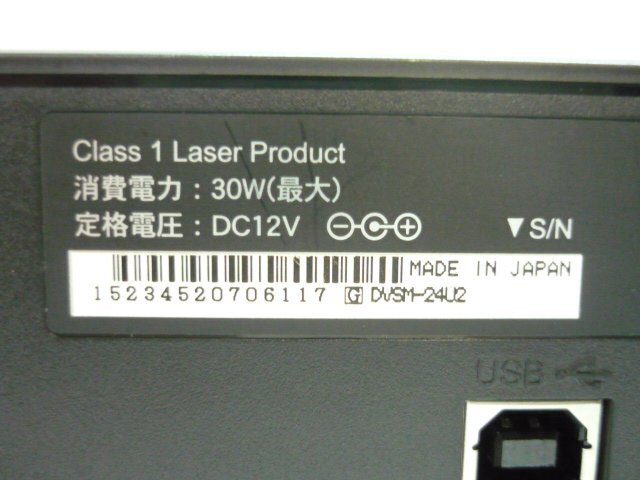 Class 1 Laser Product
消費電力：30W(最大)
定格電圧：DC12V
▼S/N
MADE IN JAPAN
15234520706117 G DVSM-24U2
USB